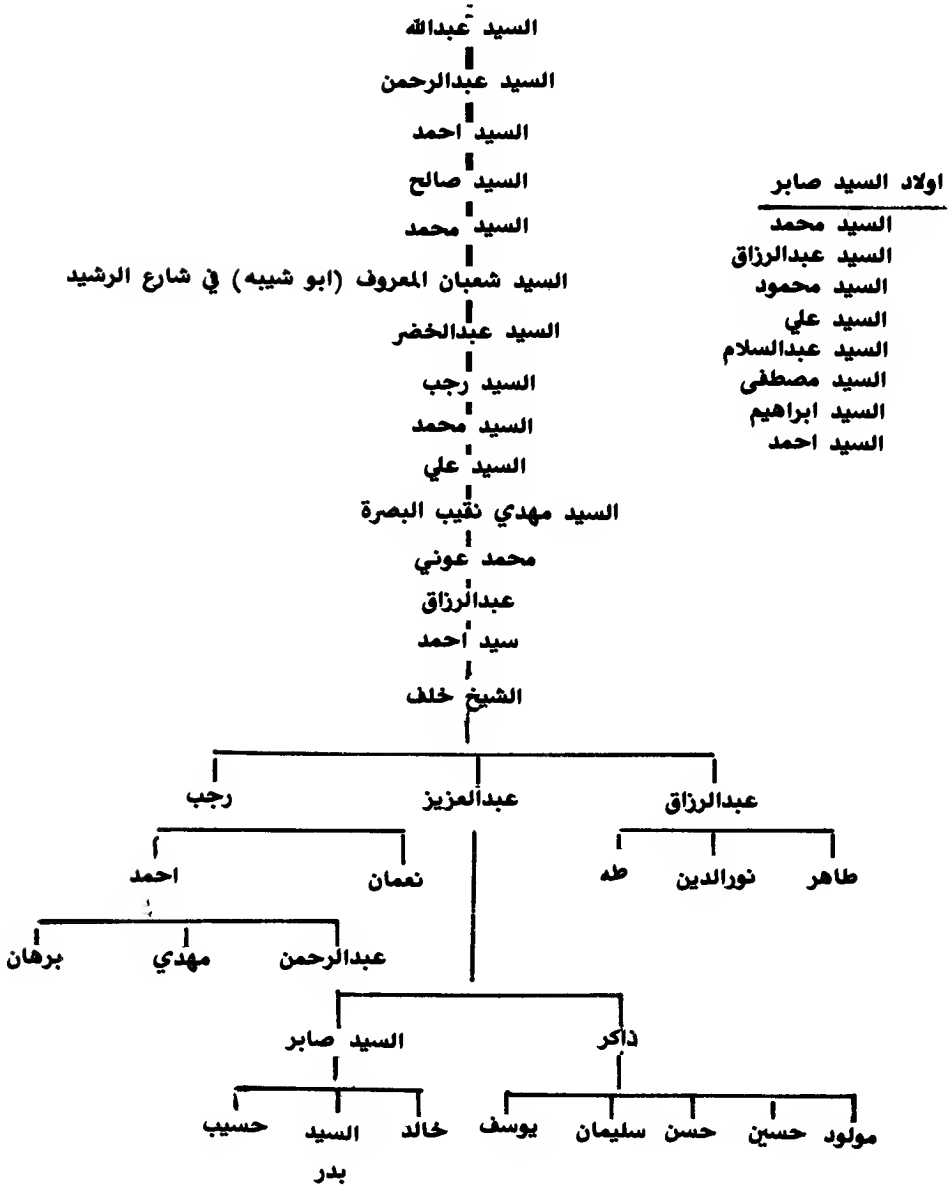 السيد عبدالله
السيد عبدالرحمن
السيد احمد
السيد صالح
السيد محمد
السيد شعبان المعروف (ابو شيبه) في شارع الرشيد
السيد عبدالخضر
السيد رجب
السيد محمد
السيد علي
السيد مهدي نقيب البصرة
محمد عوني
عبدالرزاق
سيد احمد
الشيخ خلف
اولاد السيد صابر
السيد محمد
السيد عبدالرزاق
السيد محمود
السيد علي
السيد عبدالسلام
السيد مصطفى
السيد ابراهيم
السيد احمد
عبدالرزاق عبدالعزيز رجب
طاهر نورالدين طه نعمان احمد
عبدالرحمن مهدي برهان
ذاكر السيد صابر
مولود حسين حسن سليمان يوسف خالد السيد حسيب
بدر